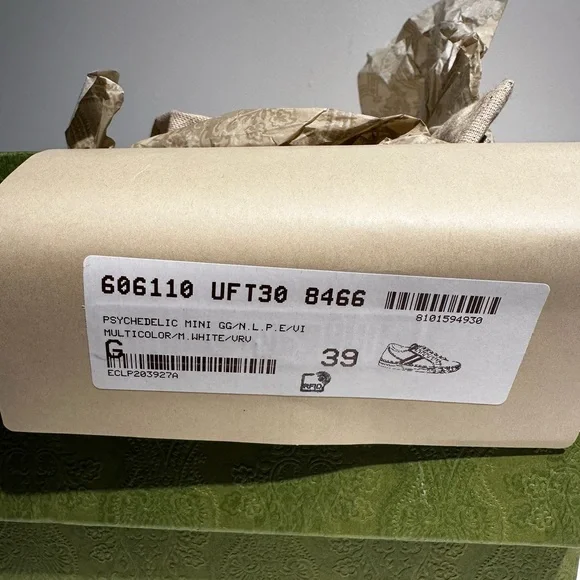 606110 UFT30 8466
8101594930
PSYCHEDELIC MINI GG/N.L.P.E/VI
MULTICOLOR/M.WHITE/VRV
G
39
ECLP203927A
RFID